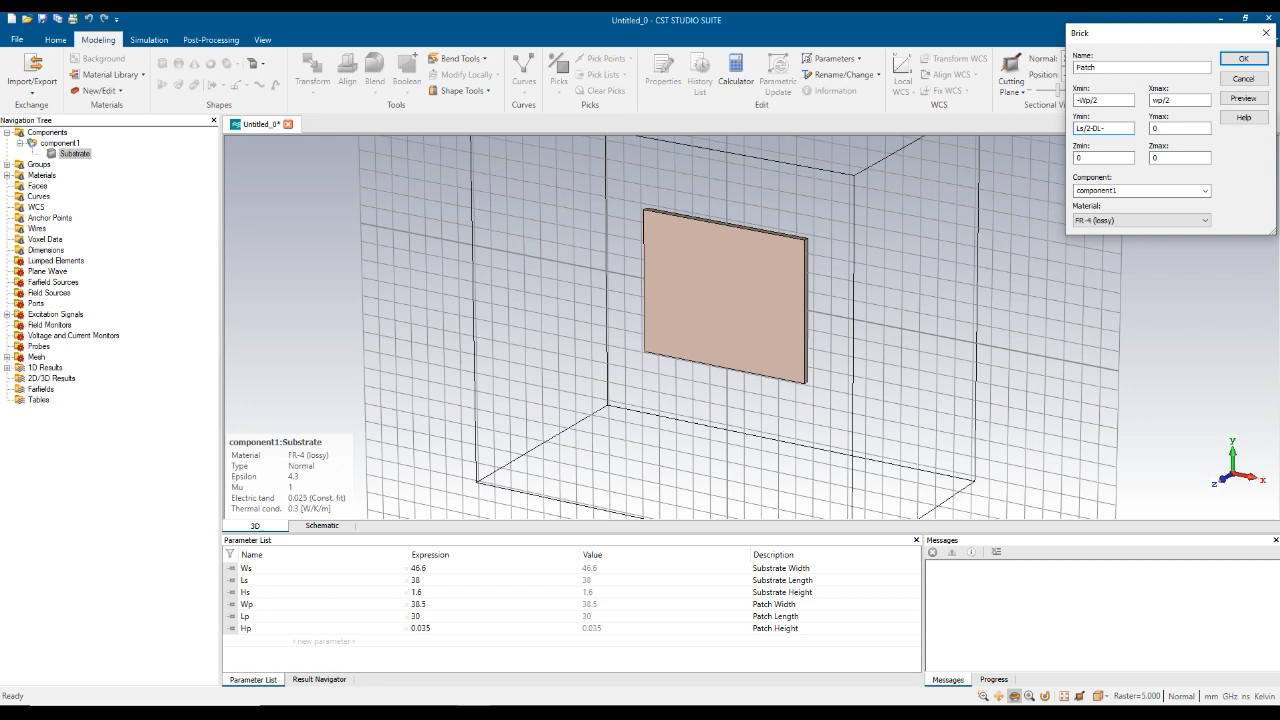 Untitled_0 - CST STUDIO SUITE
File Home Modeling Simulation Post-Processing View
Import/Export
Exchange
Background
Material Library
New/Edit
Materials
Shapes
Transform Align Blend Boolean
Bend Tools
Modify Locally
Shape Tools
Tools
Curves
Curves
Picks
Pick Points
Pick Lists
Clear Picks
Picks
Properties History List Calculator Parametric Update
Parameters
Rename/Change
Information
Edit
Local WCS
Transform WCS
Align WCS
Fix WCS
WCS
Cutting Plane
Normal:
Position:
Sectional V
Brick
Name:
Patch
OK
Cancel
Preview
Help
Xmin: Xmax:
-Wp/2 wp/2
Ymin: Ymax:
Ls/2-DL- 0
Zmin: Zmax:
0 0
Component:
component1
Material:
FR-4 (lossy)
Navigation Tree
Components
component1
Substrate
Groups
Materials
Faces
Curves
WCS
Anchor Points
Wires
Voxel Data
Dimensions
Lumped Elements
Plane Wave
Farfield Sources
Field Sources
Ports
Excitation Signals
Field Monitors
Voltage and Current Monitors
Probes
Mesh
1D Results
2D/3D Results
Farfields
Tables
Untitled_0*
component1:Substrate
Material FR-4 (lossy)
Type Normal
Epsilon 4.3
Mu 1
Electric tand 0.025 (Const. fit)
Thermal cond. 0.3 [W/K/m]
y
x
z
3D Schematic
Parameter List
Name Expression Value Description
Ws = 46.6 46.6 Substrate Width
Ls = 38 38 Substrate Length
Hs = 1.6 1.6 Substrate Height
Wp = 38.5 38.5 Patch Width
Lp = 30 30 Patch Length
Hp = 0.035 0.035 Patch Height
<new parameter>
Parameter List Result Navigator
Messages
Messages Progress
Ready
Raster=5.000 Normal mm GHz ns Kelvin